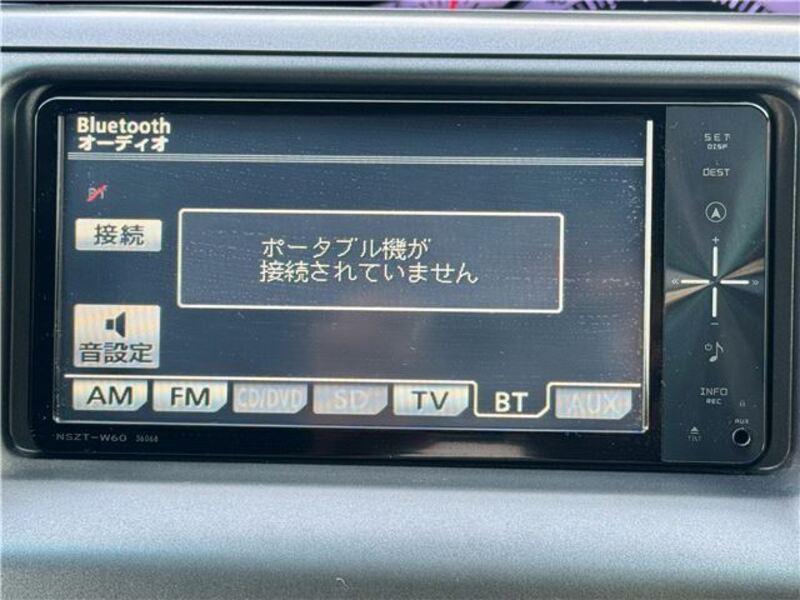 Bluetooth
オーディオ
BT
接続
ポータブル機が
接続されていません
音設定
AM FM CD/DVD SD TV BT AUX
NSZT-W60 36068
SET
DISP
DEST
+
-
INFO
REC
AUX
TILT